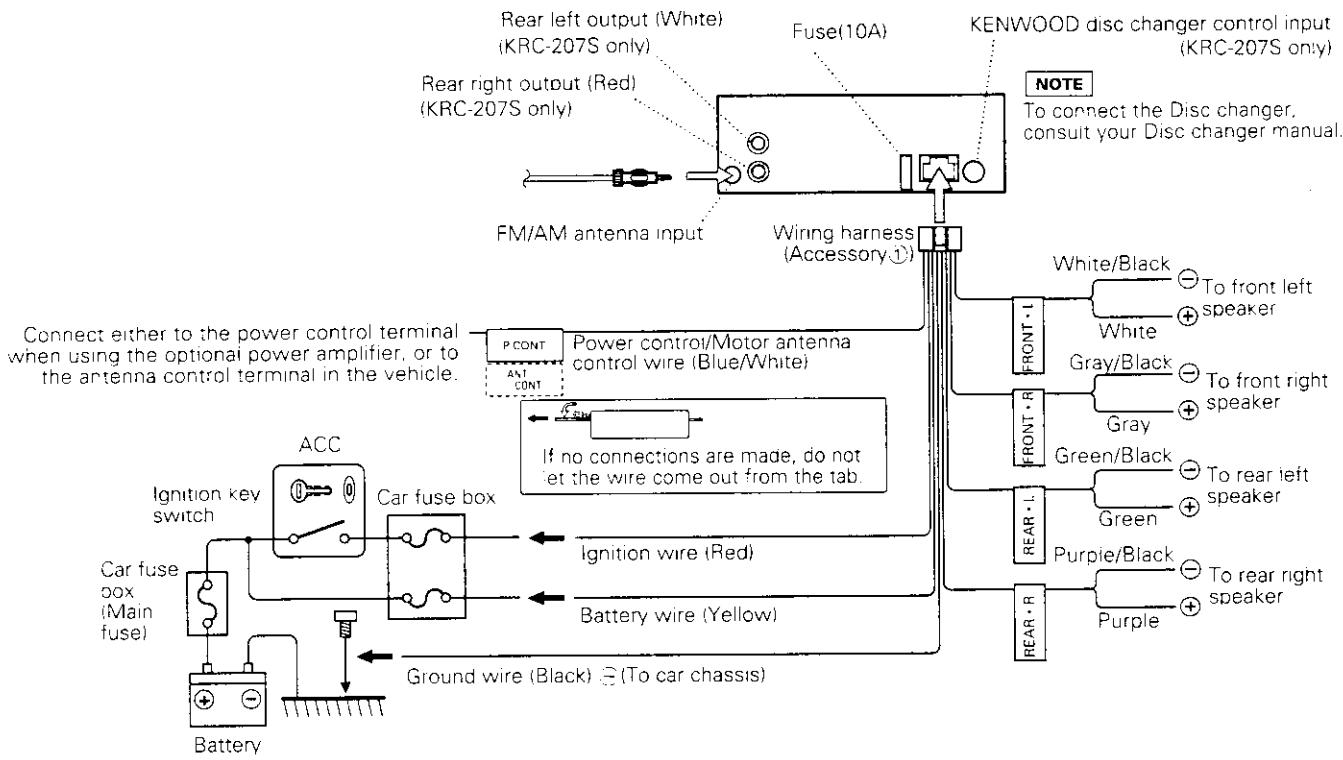 Rear left output (White)
(KRC-207S only)
Fuse(10A)
KENWOOD disc changer control input
(KRC-207S only)
Rear right output (Red)
(KRC-207S only)
NOTE
To connect the Disc changer,
consuit your Disc changer manual.
FM/AM antenna input
Wiring harness
(Accessory①)
Connect either to the power control terminal
when using the optional power amplifier, or to
the antenna control terminal in the vehicle.
P.CONT
ANT
CONT
Power control/Motor antenna
control wire (Blue/White)
If no connections are made, do not
let the wire come out from the tab.
ACC
Ignition key
switch
Car fuse box
Ignition wire (Red)
Car fuse
box
(Main
fuse)
Battery wire (Yellow)
Ground wire (Black) ⊖ (To car chassis)
⊕ ⊖
Battery
FRONT • L
White/Black
⊖
White
⊕
To front left
speaker
FRONT • R
Gray/Black
⊖
Gray
⊕
To front right
speaker
REAR • L
Green/Black
⊖
Green
⊕
To rear left
speaker
REAR • R
Purple/Black
⊖
Purple
⊕
To rear right
speaker